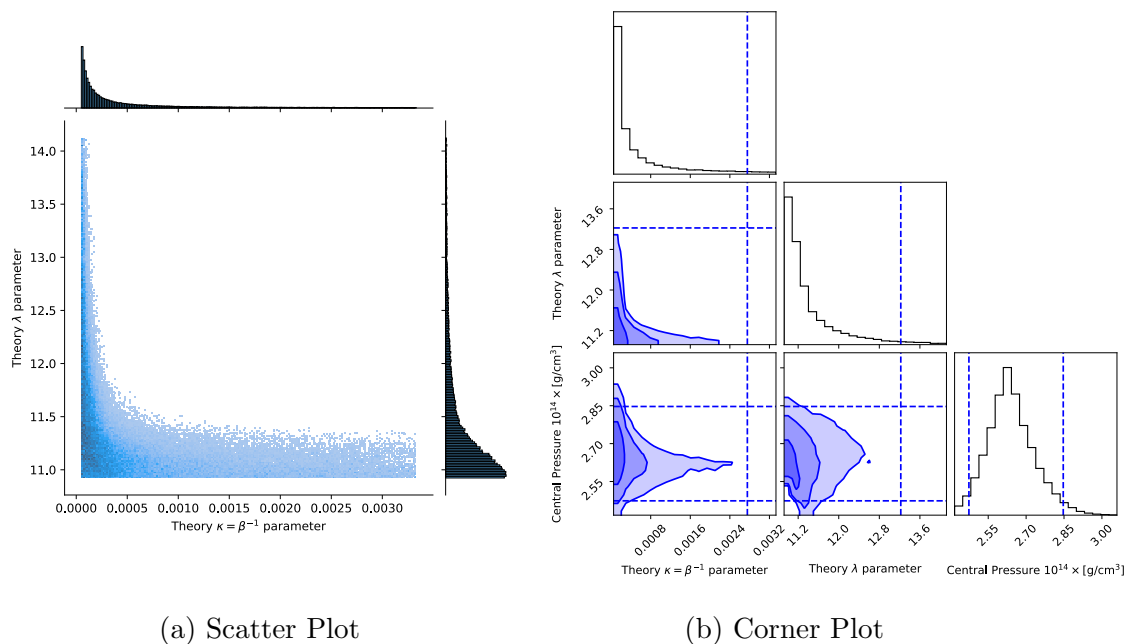 14.0
13.5
13.0
12.5
12.0
11.5
11.0
Theory λ parameter
0.0000 0.0005 0.0010 0.0015 0.0020 0.0025 0.0030
Theory κ = β⁻¹ parameter
13.6
12.8
12.0
11.2
Theory λ parameter
3.00
2.85
2.70
2.55
Central Pressure 10¹⁴ × [g/cm³]
0.0008 0.0016 0.0024 0.0032
Theory κ = β⁻¹ parameter
11.2 12.0 12.8 13.6
Theory λ parameter
2.55 2.70 2.85 3.00
Central Pressure 10¹⁴ × [g/cm³]
(a) Scatter Plot
(b) Corner Plot